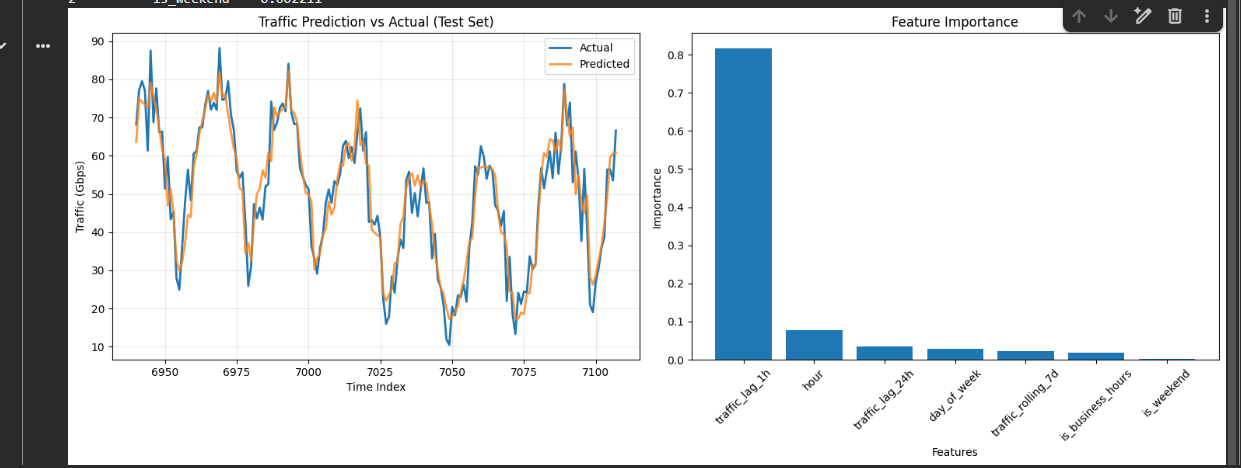 2 is_weekend 0.002211
Traffic Prediction vs Actual (Test Set)
Actual
Predicted
Traffic (Gbps)
90
80
70
60
50
40
30
20
10
6950 6975 7000 7025 7050 7075 7100
Time Index
Feature Importance
Importance
0.8
0.7
0.6
0.5
0.4
0.3
0.2
0.1
0.0
traffic_lag_1h
hour
traffic_lag_24h
day_of_week
traffic_rolling_7d
is_business_hours
is_weekend
Features